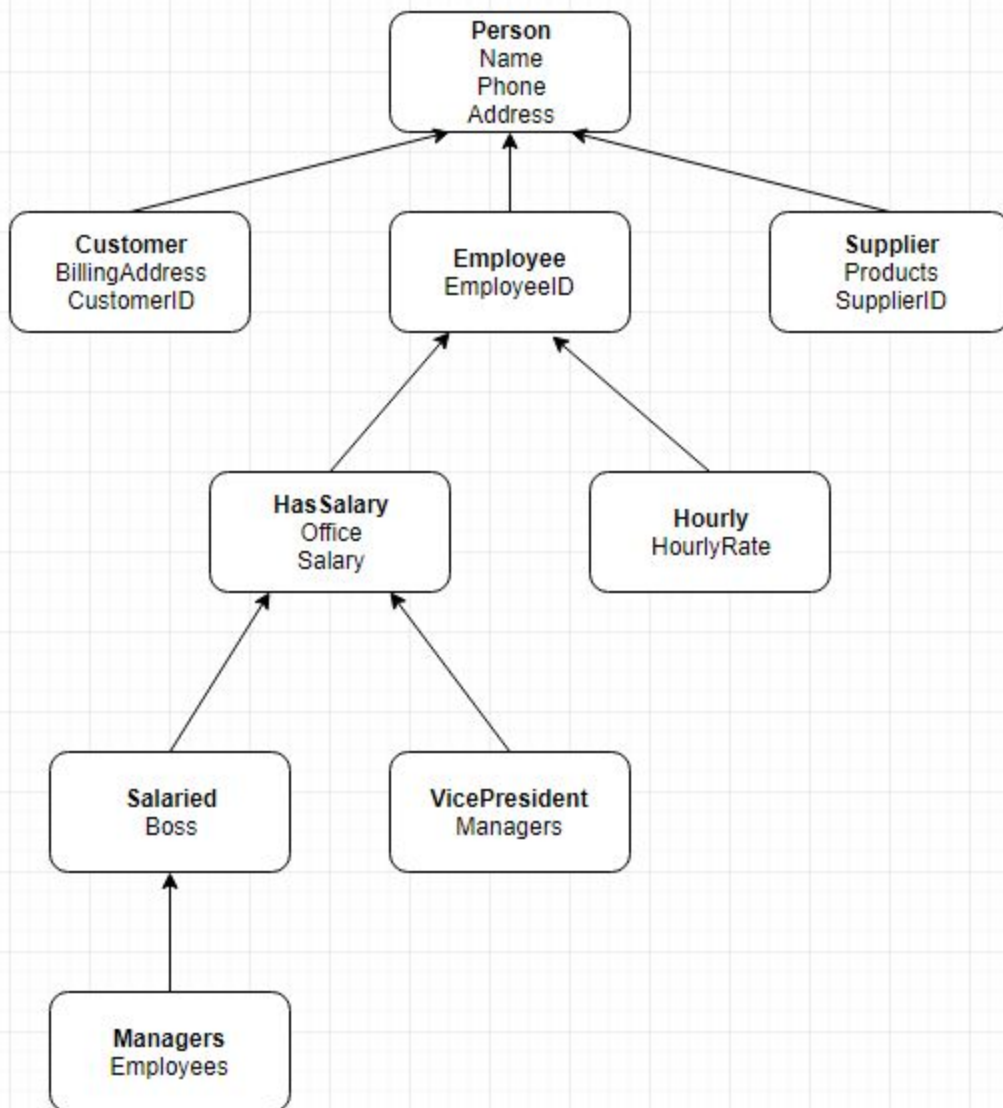 Person
Name
Phone
Address
Customer
BillingAddress
CustomerID
Employee
EmployeeID
Supplier
Products
SupplierID
HasSalary
Office
Salary
Hourly
HourlyRate
Salaried
Boss
VicePresident
Managers
Managers
Employees